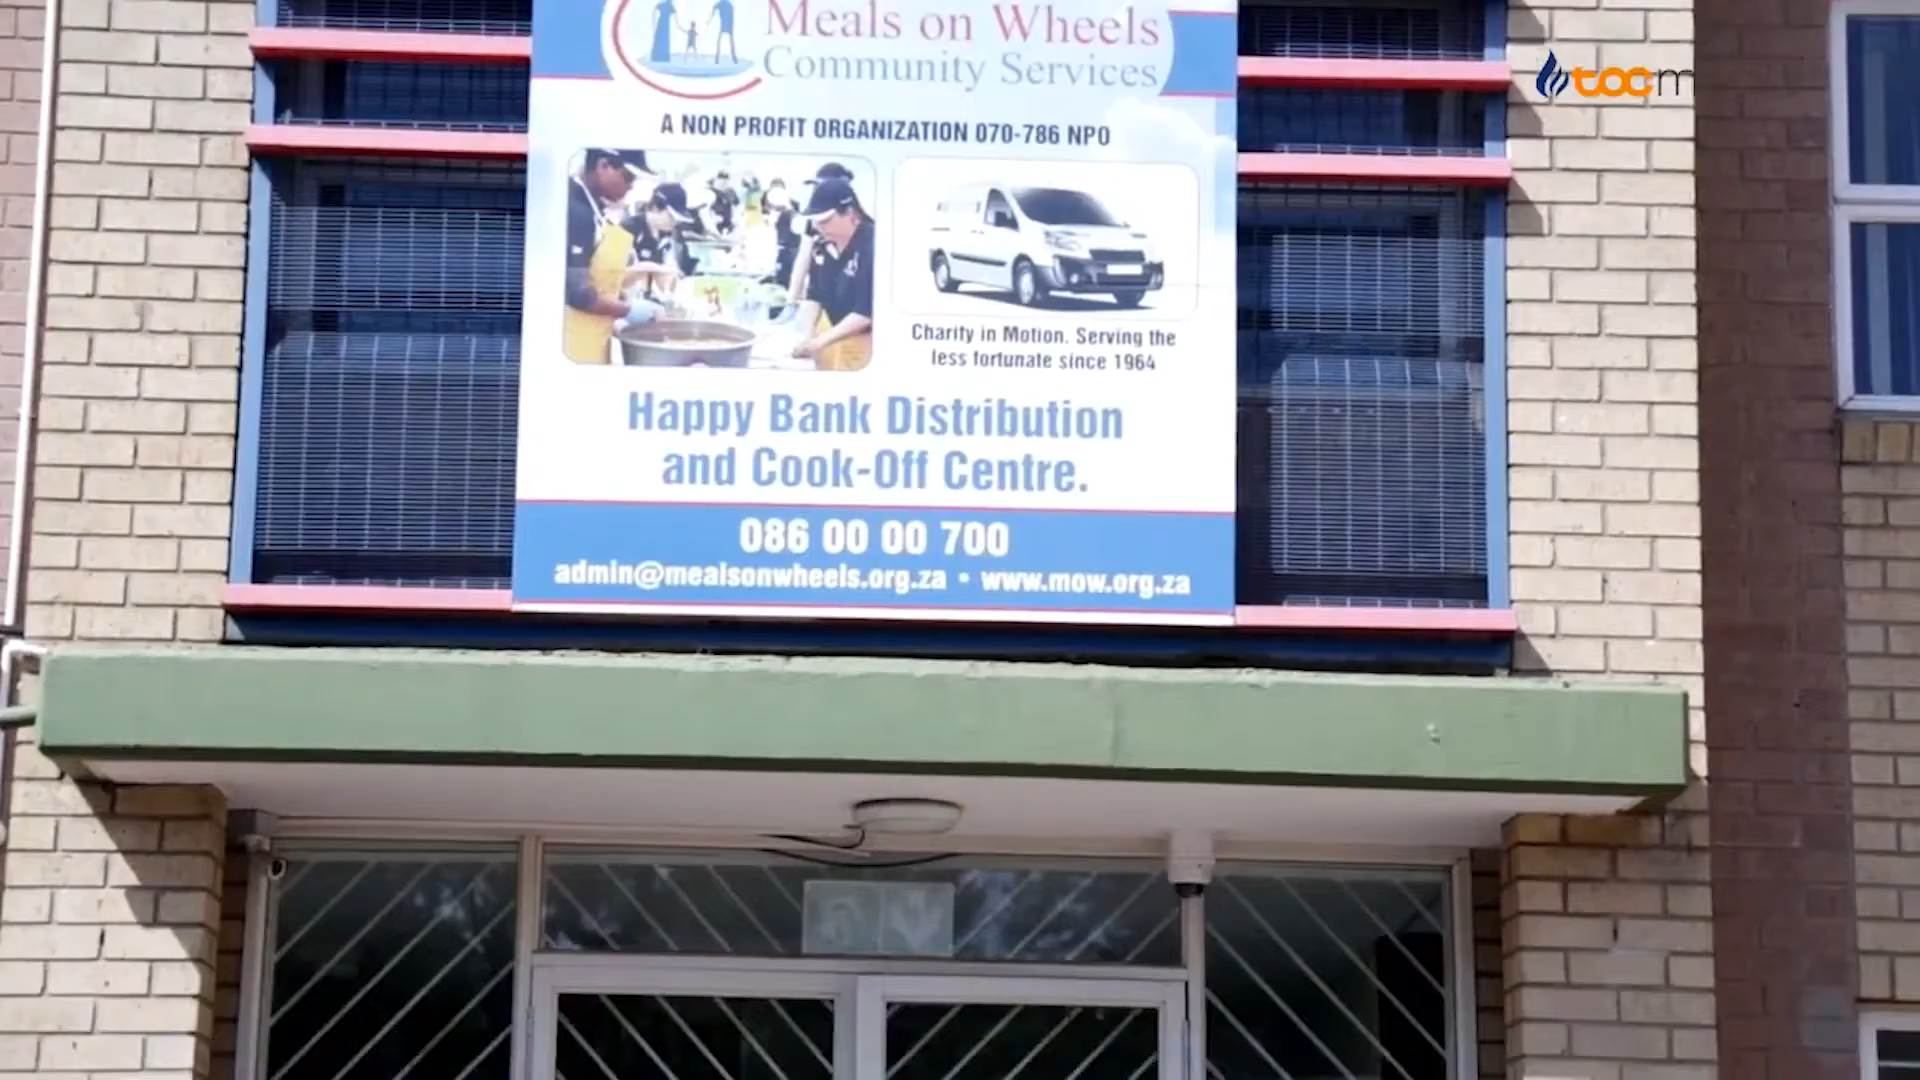 Meals on Wheels
Community Services
tocm
A NON PROFIT ORGANIZATION 070-786 NPO
Charity in Motion. Serving the
less fortunate since 1964
Happy Bank Distribution
and Cook-Off Centre.
086 00 00 700
admin@mealsonwheels.org.za • www.mow.org.za